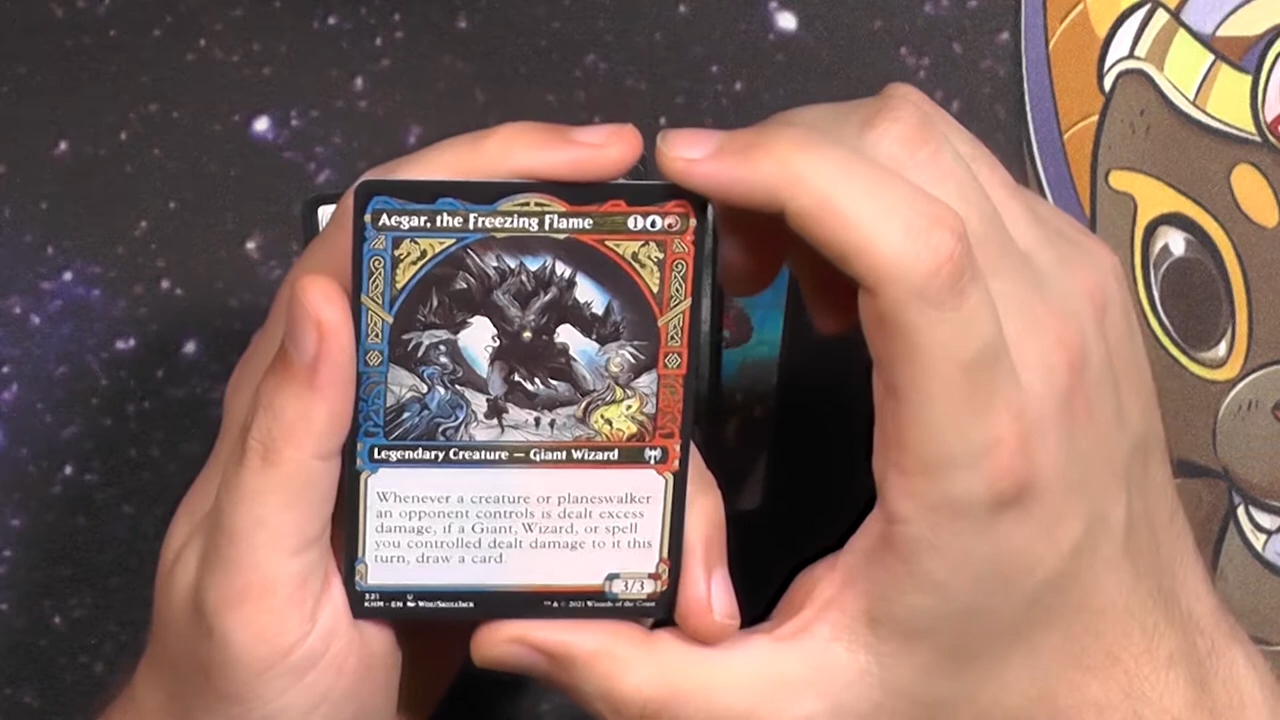 Aegar, the Freezing Flame 1
Legendary Creature — Giant Wizard
Whenever a creature or planeswalker
an opponent controls is dealt excess
damage, if a Giant, Wizard, or spell
you controlled dealt damage to it this
turn, draw a card.
3/3
321 U
KHM • EN WolfSkullJack ™ & © 2021 Wizards of the Coast